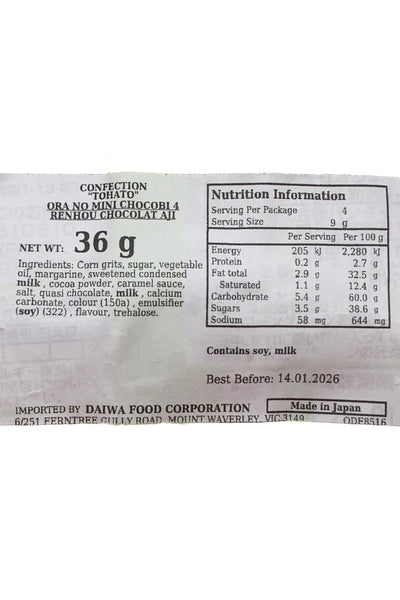 CONFECTION
"TOHATO"
ORA NO MINI CHOCOBI 4
RENHOU CHOCOLAT AJI
NET WT: 36 g
Ingredients: Corn grits, sugar, vegetable
oil, margarine, sweetened condensed
milk , cocoa powder, caramel sauce,
salt, quasi chocolate, milk , calcium
carbonate, colour (150a) , emulsifier
(soy) (322) , flavour, trehalose.
Nutrition Information
Serving Per Package 4
Serving Size 9 g
Per Serving Per 100 g
Energy 205 kJ 2,280 kJ
Protein 0.2 g 2.7 g
Fat total 2.9 g 32.5 g
Saturated 1.1 g 12.4 g
Carbohydrate 5.4 g 60.0 g
Sugars 3.5 g 38.6 g
Sodium 58 mg 644 mg
Contains soy, milk
Best Before: 14.01.2026
IMPORTED BY DAIWA FOOD CORPORATION
Made in Japan
6/251 FERNTREE GULLY ROAD, MOUNT WAVERLEY, VIC 3149
ODF8516